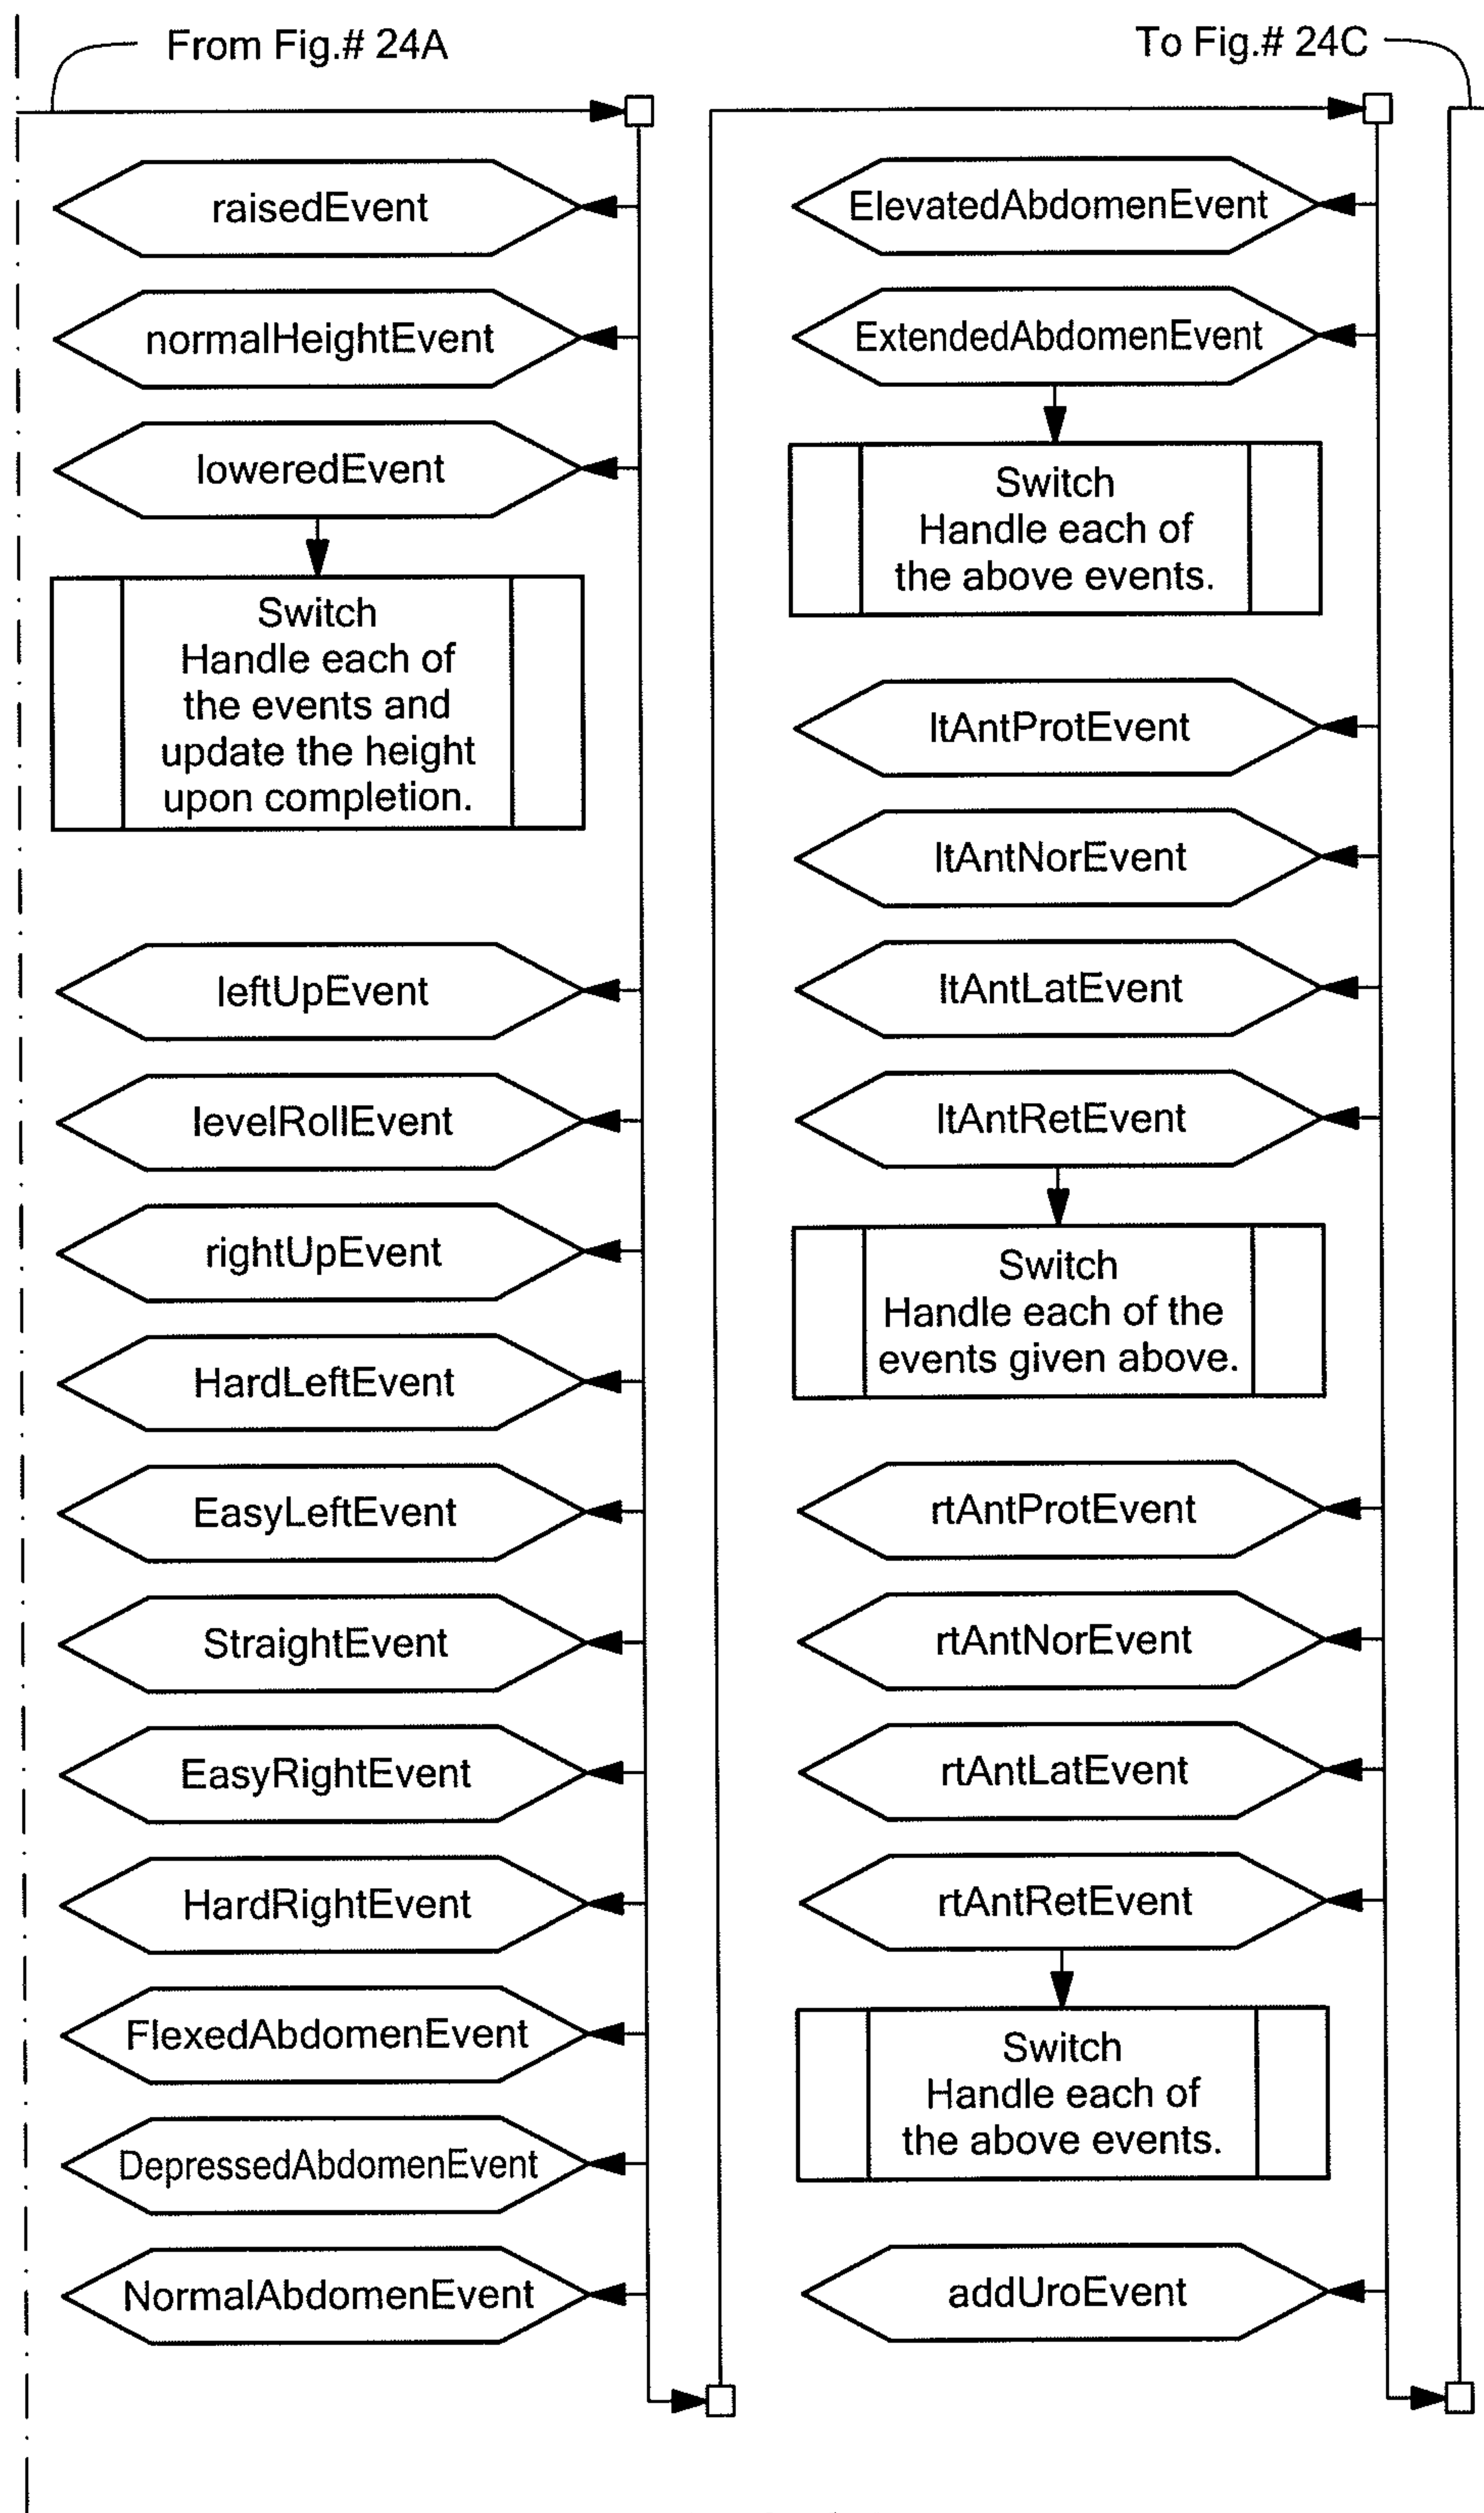 From Fig.# 24A
To Fig.# 24C
raisedEvent
normalHeightEvent
loweredEvent
Switch
Handle each of
the events and
update the height
upon completion.
leftUpEvent
levelRollEvent
rightUpEvent
HardLeftEvent
EasyLeftEvent
StraightEvent
EasyRightEvent
HardRightEvent
FlexedAbdomenEvent
DepressedAbdomenEvent
NormalAbdomenEvent
ElevatedAbdomenEvent
ExtendedAbdomenEvent
Switch
Handle each of
the above events.
ltAntProtEvent
ltAntNorEvent
ltAntLatEvent
ltAntRetEvent
Switch
Handle each of the
events given above.
rtAntProtEvent
rtAntNorEvent
rtAntLatEvent
rtAntRetEvent
Switch
Handle each of
the above events.
addUroEvent